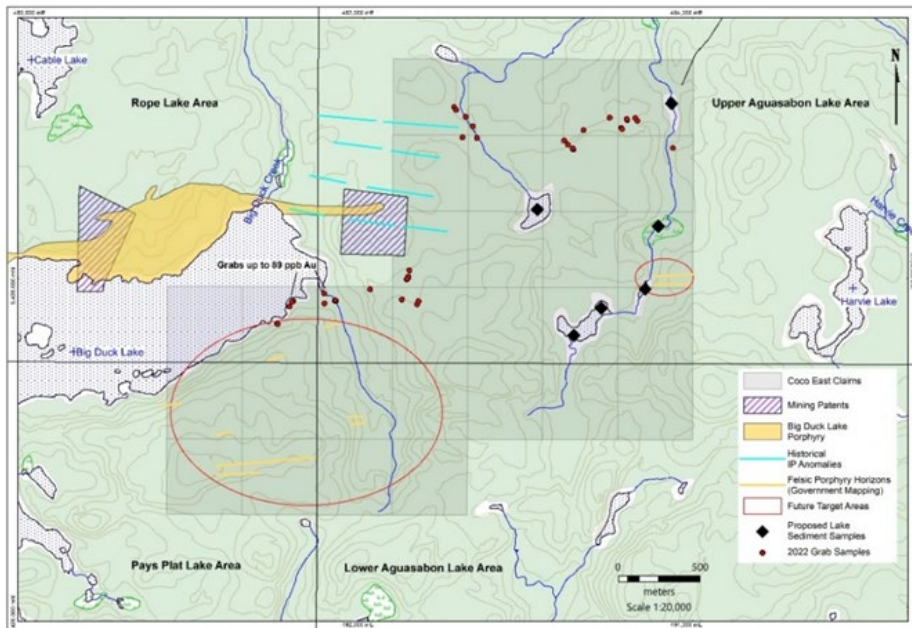 Cable Lake
Rope Lake Area
Upper Aguasabon Lake Area
N
Big Duck Creek
Harvie
Grabs up to 89 ppb Au
Harvie Lake
Big Duck Lake
Coco East Claims
Mining Patents
Big Duck Lake
Porphyry
Historical
IP Anomalies
Felsic Porphyry Horizons
(Government Mapping)
Future Target Areas
Proposed Lake
Sediment Samples
2022 Grab Samples
Pays Plat Lake Area
Lower Aguasabon Lake Area
0
500
meters
Scale 1:20,000